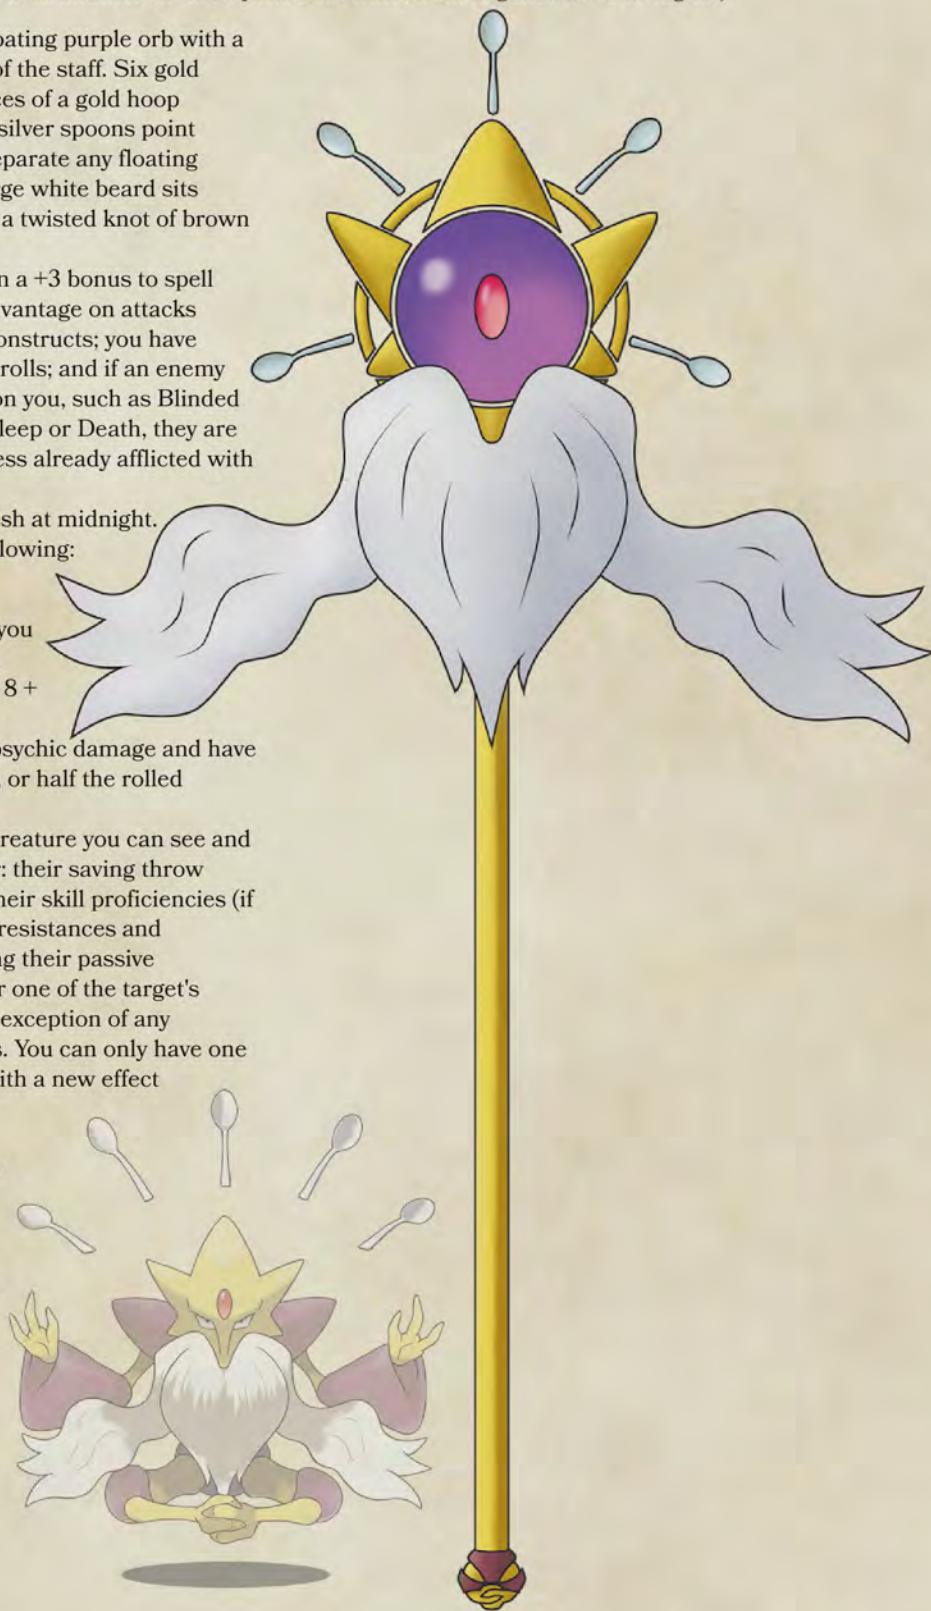 oating purple orb with a
of the staff. Six gold
ces of a gold hoop
silver spoons point
eparate any floating
ge white beard sits
a twisted knot of brown
n a +3 bonus to spell
dvantage on attacks
onstructs; you have
rolls; and if an enemy
on you, such as Blinded
leep or Death, they are
ess already afflicted with
sh at midnight.
lowing:
you
8 +
psychic damage and have
or half the rolled
creature you can see and
r: their saving throw
heir skill proficiencies (if
resistances and
ng their passive
r one of the target's
exception of any
s. You can only have one
ith a new effect